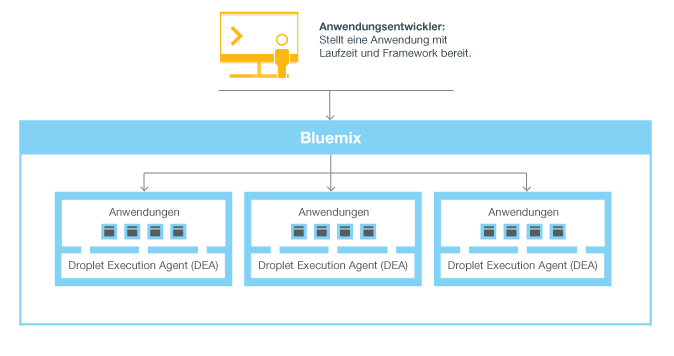 Anwendungsentwickler:
Stellt eine Anwendung mit
Laufzeit und Framework bereit.
Bluemix
Anwendungen
Droplet Execution Agent (DEA)
Anwendungen
Droplet Execution Agent (DEA)
Anwendungen
Droplet Execution Agent (DEA)